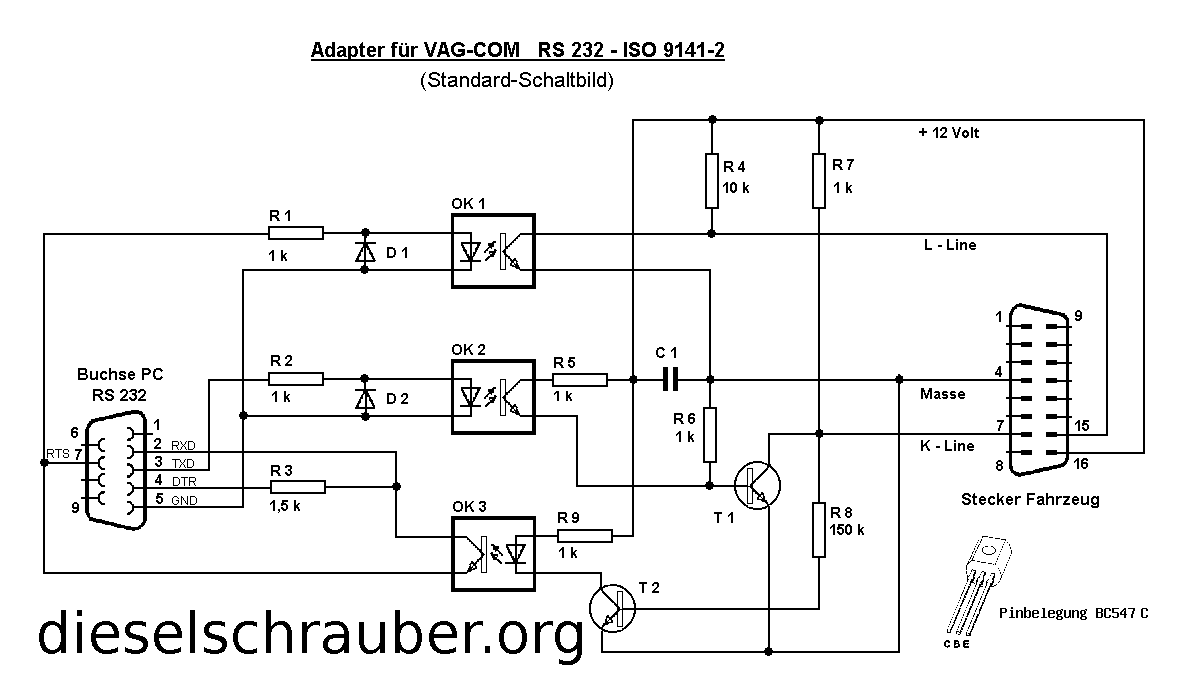 Adapter für VAG-COM RS 232 - ISO 9141-2
(Standard-Schaltbild)
+ 12 Volt
R 4
10 k
R 7
1 k
OK 1
R 1
1 k
D 1
L - Line
1
9
OK 2
R 2
1 k
D 2
R 5
1 k
C 1
4
Masse
R 6
1 k
7
15
K - Line
8
16
Stecker Fahrzeug
Buchse PC
RS 232
6
1
RTS 7
2 RXD
3 TXD
4 DTR
9
5 GND
R 3
1,5 k
T 1
R 8
150 k
OK 3
R 9
1 k
T 2
Pinbelegung BC547 C
C B E
dieselschrauber.org